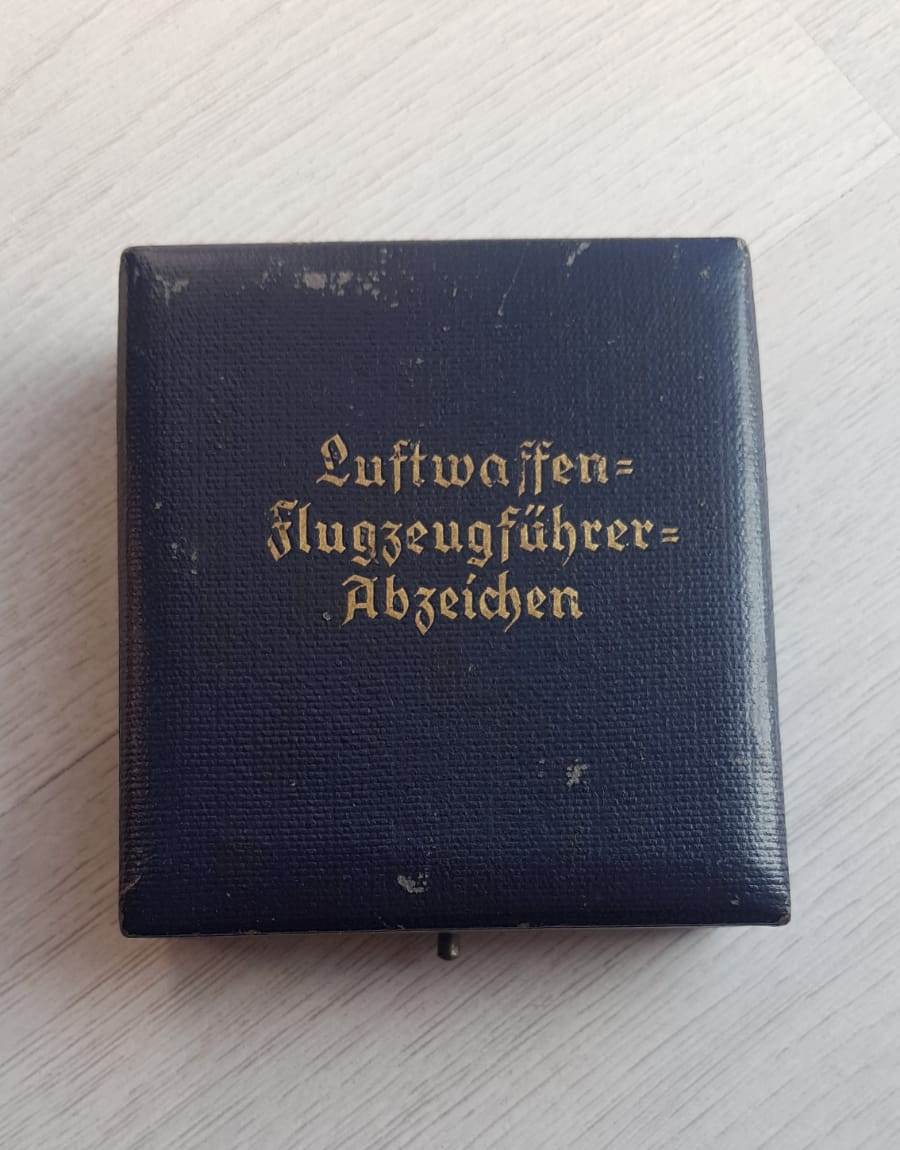 Luftwaffen=
Flugzeugführer=
Abzeichen